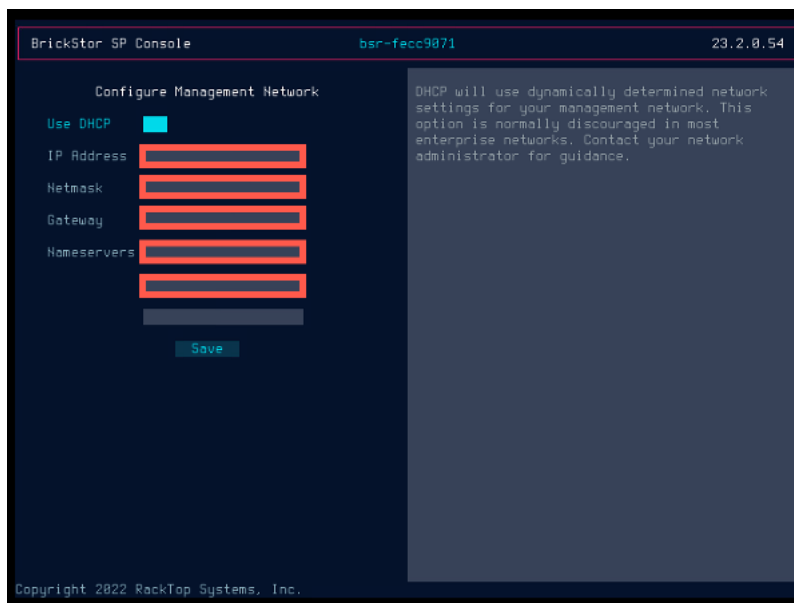 BrickStor SP Console bsr-fecc9071 23.2.0.54
Configure Management Network
Use DHCP
IP Address
Netmask
Gateway
Nameservers
Save
DHCP will use dynamically determined network
settings for your management network. This
option is normally discouraged in most
enterprise networks. Contact your network
administrator for guidance.
Copyright 2022 RackTop Systems, Inc.